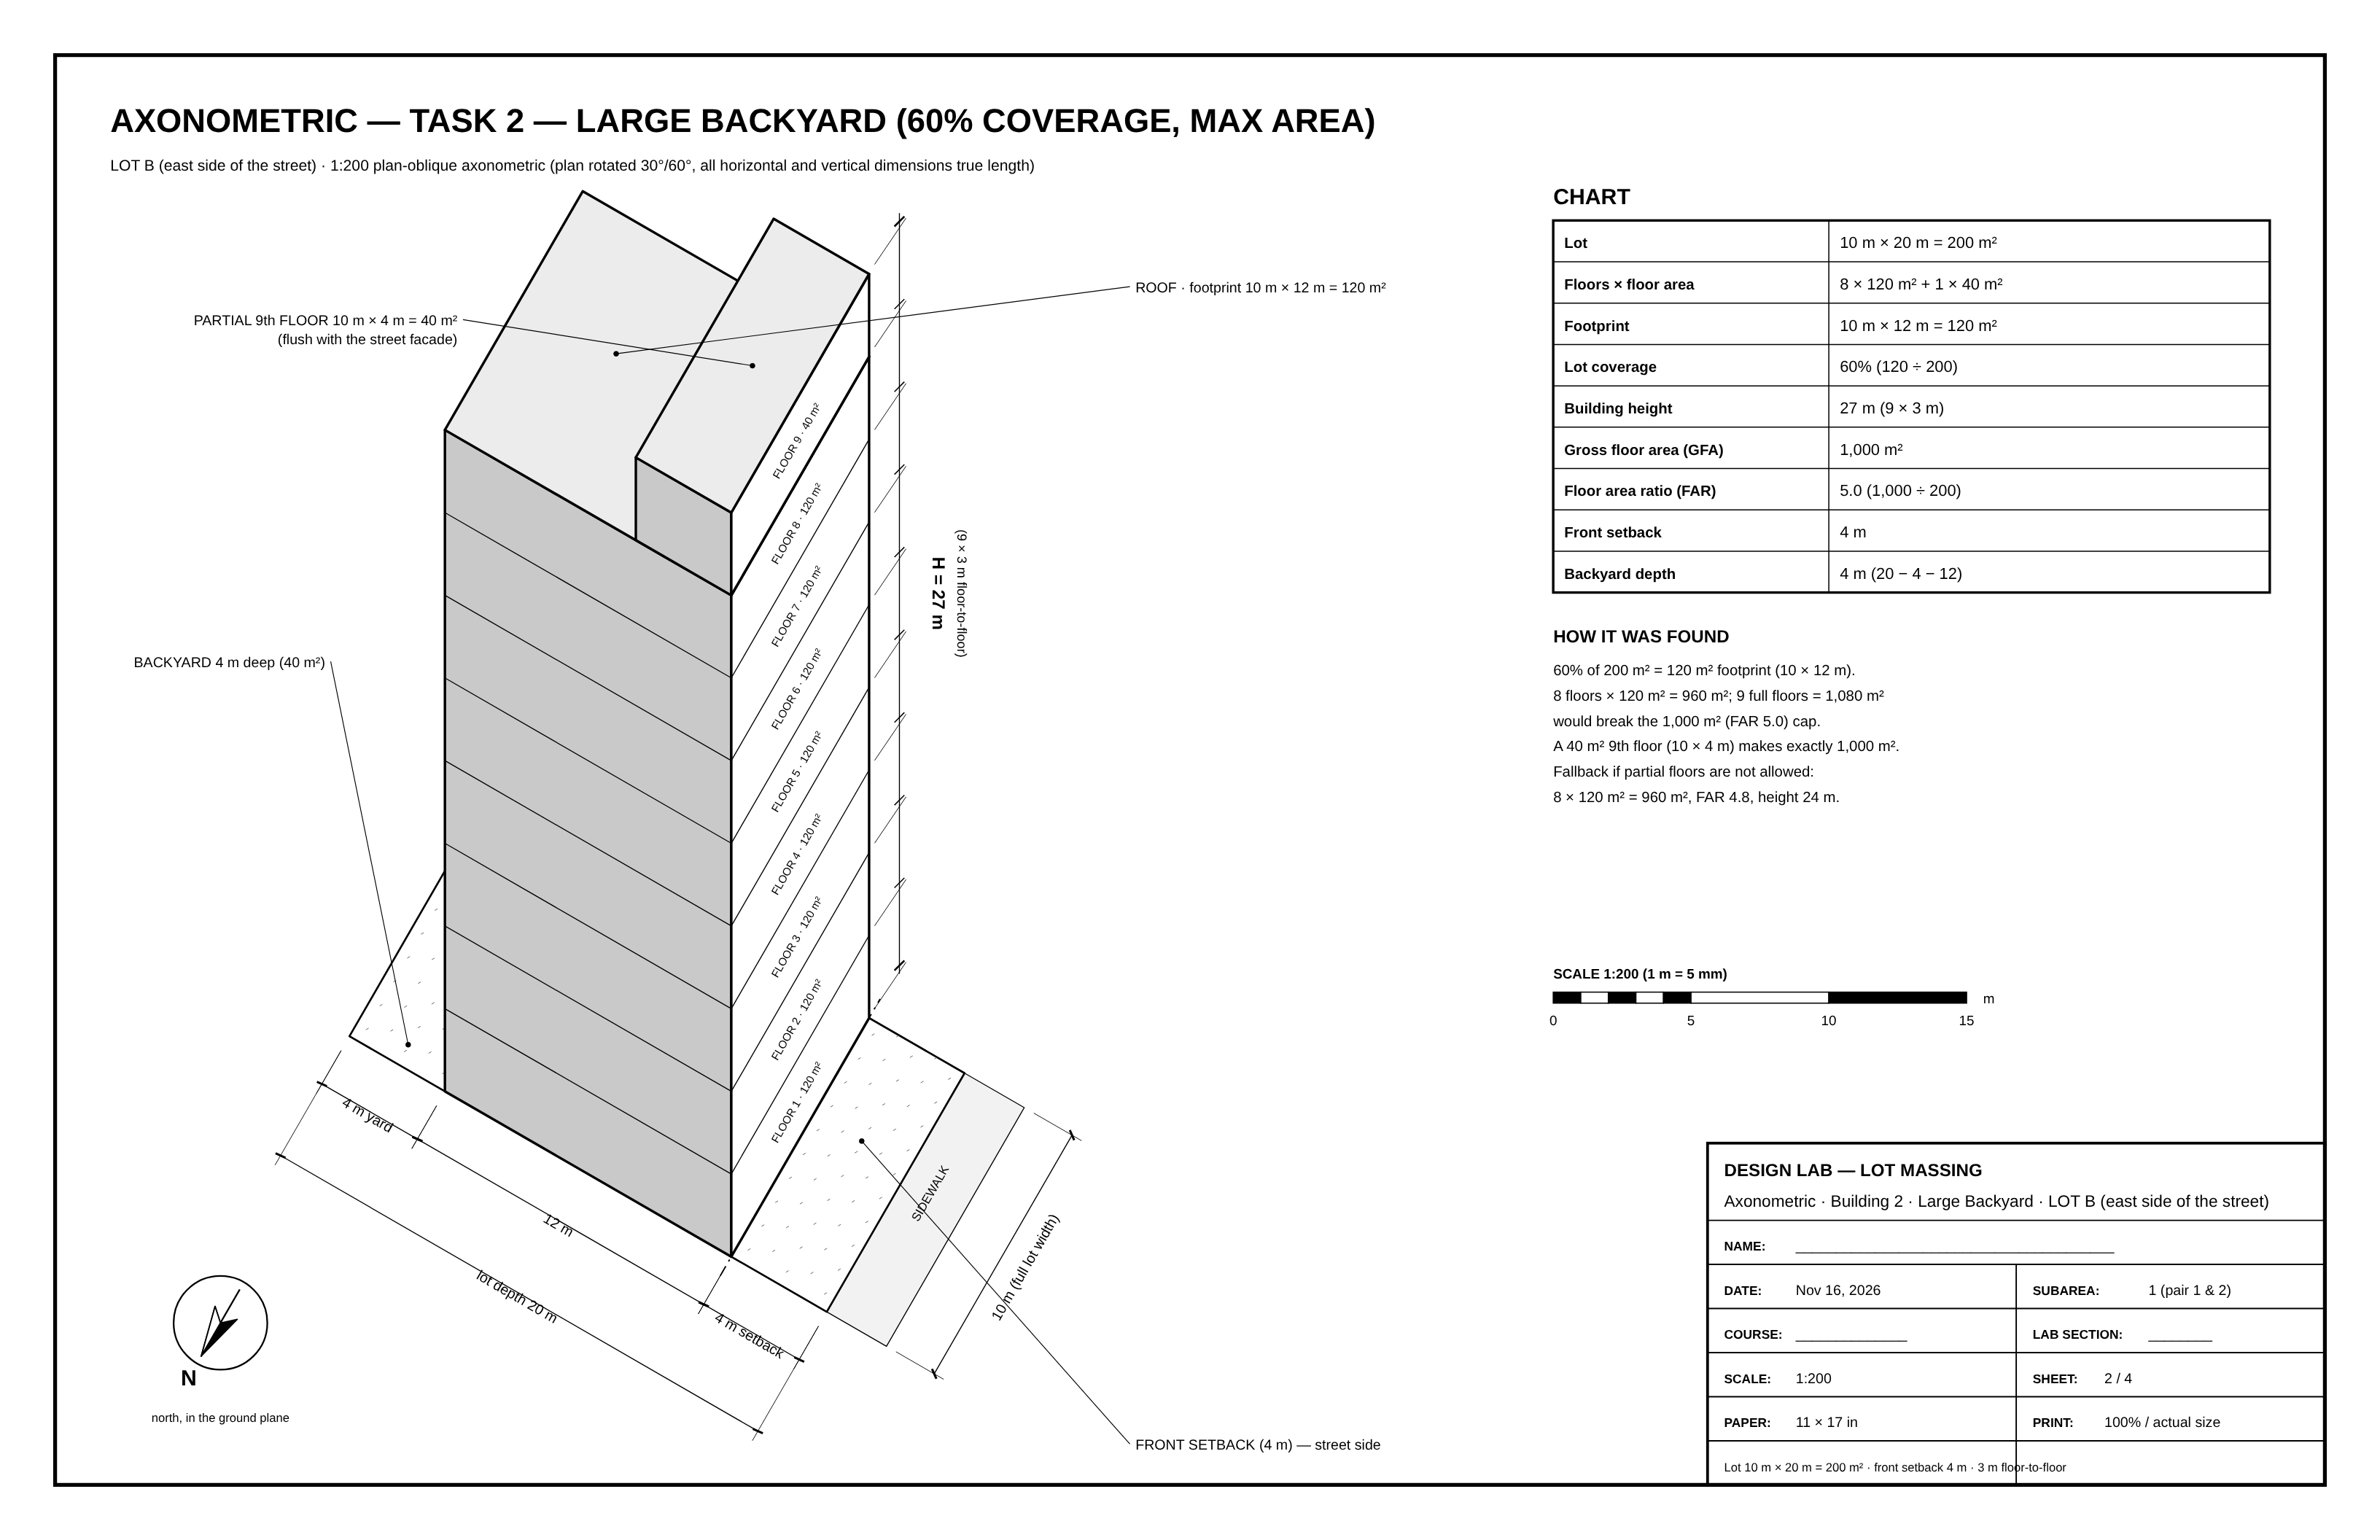 AXONOMETRIC — TASK 2 — LARGE BACKYARD (60% COVERAGE, MAX AREA)
LOT B (east side of the street) · 1:200 plan-oblique axonometric (plan rotated 30°/60°, all horizontal and vertical dimensions true length)
ROOF · footprint 10 m × 12 m = 120 m²
PARTIAL 9th FLOOR 10 m × 4 m = 40 m²
(flush with the street facade)
FLOOR 9 · 40 m²
FLOOR 8 · 120 m²
FLOOR 7 · 120 m²
FLOOR 6 · 120 m²
FLOOR 5 · 120 m²
FLOOR 4 · 120 m²
FLOOR 3 · 120 m²
FLOOR 2 · 120 m²
FLOOR 1 · 120 m²
H = 27 m
(9 × 3 m floor-to-floor)
BACKYARD 4 m deep (40 m²)
4 m yard
12 m
4 m setback
lot depth 20 m
SIDEWALK
10 m (full lot width)
FRONT SETBACK (4 m) — street side
N
north, in the ground plane
CHART
Lot 10 m × 20 m = 200 m²
Floors × floor area 8 × 120 m² + 1 × 40 m²
Footprint 10 m × 12 m = 120 m²
Lot coverage 60% (120 ÷ 200)
Building height 27 m (9 × 3 m)
Gross floor area (GFA) 1,000 m²
Floor area ratio (FAR) 5.0 (1,000 ÷ 200)
Front setback 4 m
Backyard depth 4 m (20 − 4 − 12)
HOW IT WAS FOUND
60% of 200 m² = 120 m² footprint (10 × 12 m).
8 floors × 120 m² = 960 m²; 9 full floors = 1,080 m²
would break the 1,000 m² (FAR 5.0) cap.
A 40 m² 9th floor (10 × 4 m) makes exactly 1,000 m².
Fallback if partial floors are not allowed:
8 × 120 m² = 960 m², FAR 4.8, height 24 m.
SCALE 1:200 (1 m = 5 mm)
m
0 5 10 15
DESIGN LAB — LOT MASSING
Axonometric · Building 2 · Large Backyard · LOT B (east side of the street)
NAME: ________________________________________
DATE: Nov 16, 2026 SUBAREA: 1 (pair 1 & 2)
COURSE: ______________ LAB SECTION: ________
SCALE: 1:200 SHEET: 2 / 4
PAPER: 11 × 17 in PRINT: 100% / actual size
Lot 10 m × 20 m = 200 m² · front setback 4 m · 3 m floor-to-floor